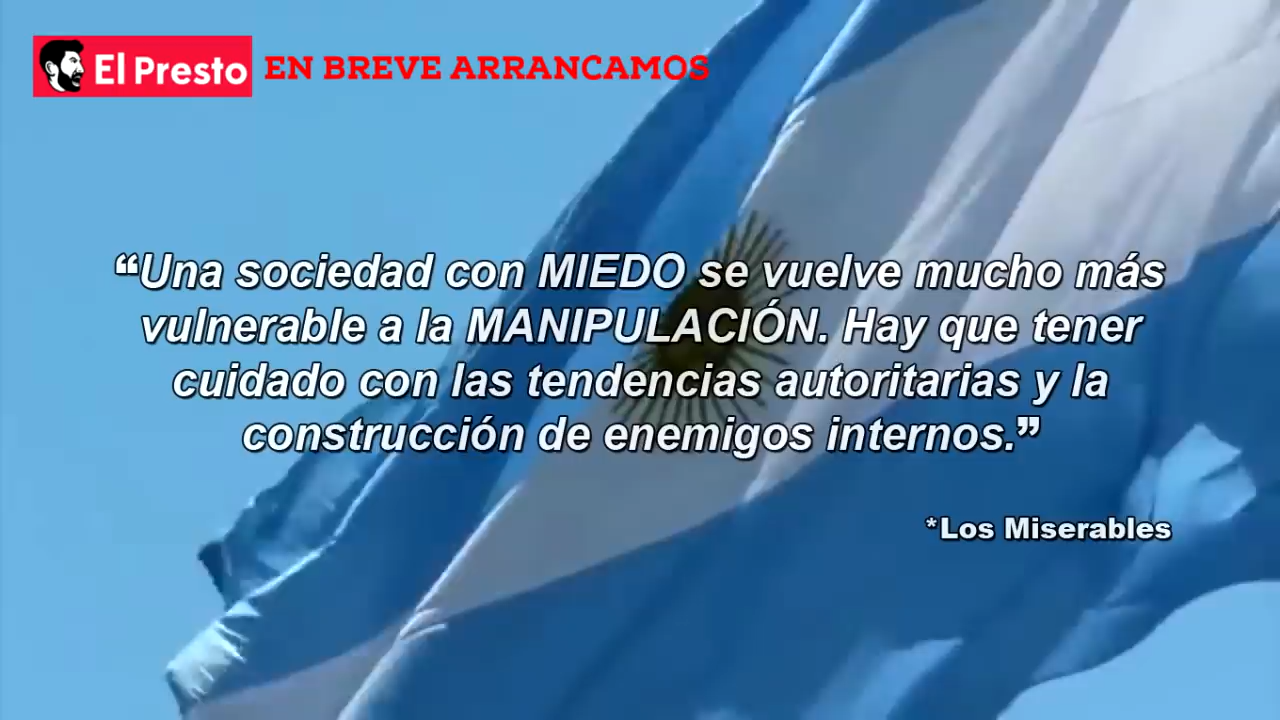 El Presto EN BREVE ARRANCAMOS
❝Una sociedad con MIEDO se vuelve mucho más
vulnerable a la MANIPULACIÓN. Hay que tener
cuidado con las tendencias autoritarias y la
construcción de enemigos internos.❞
*Los Miserables